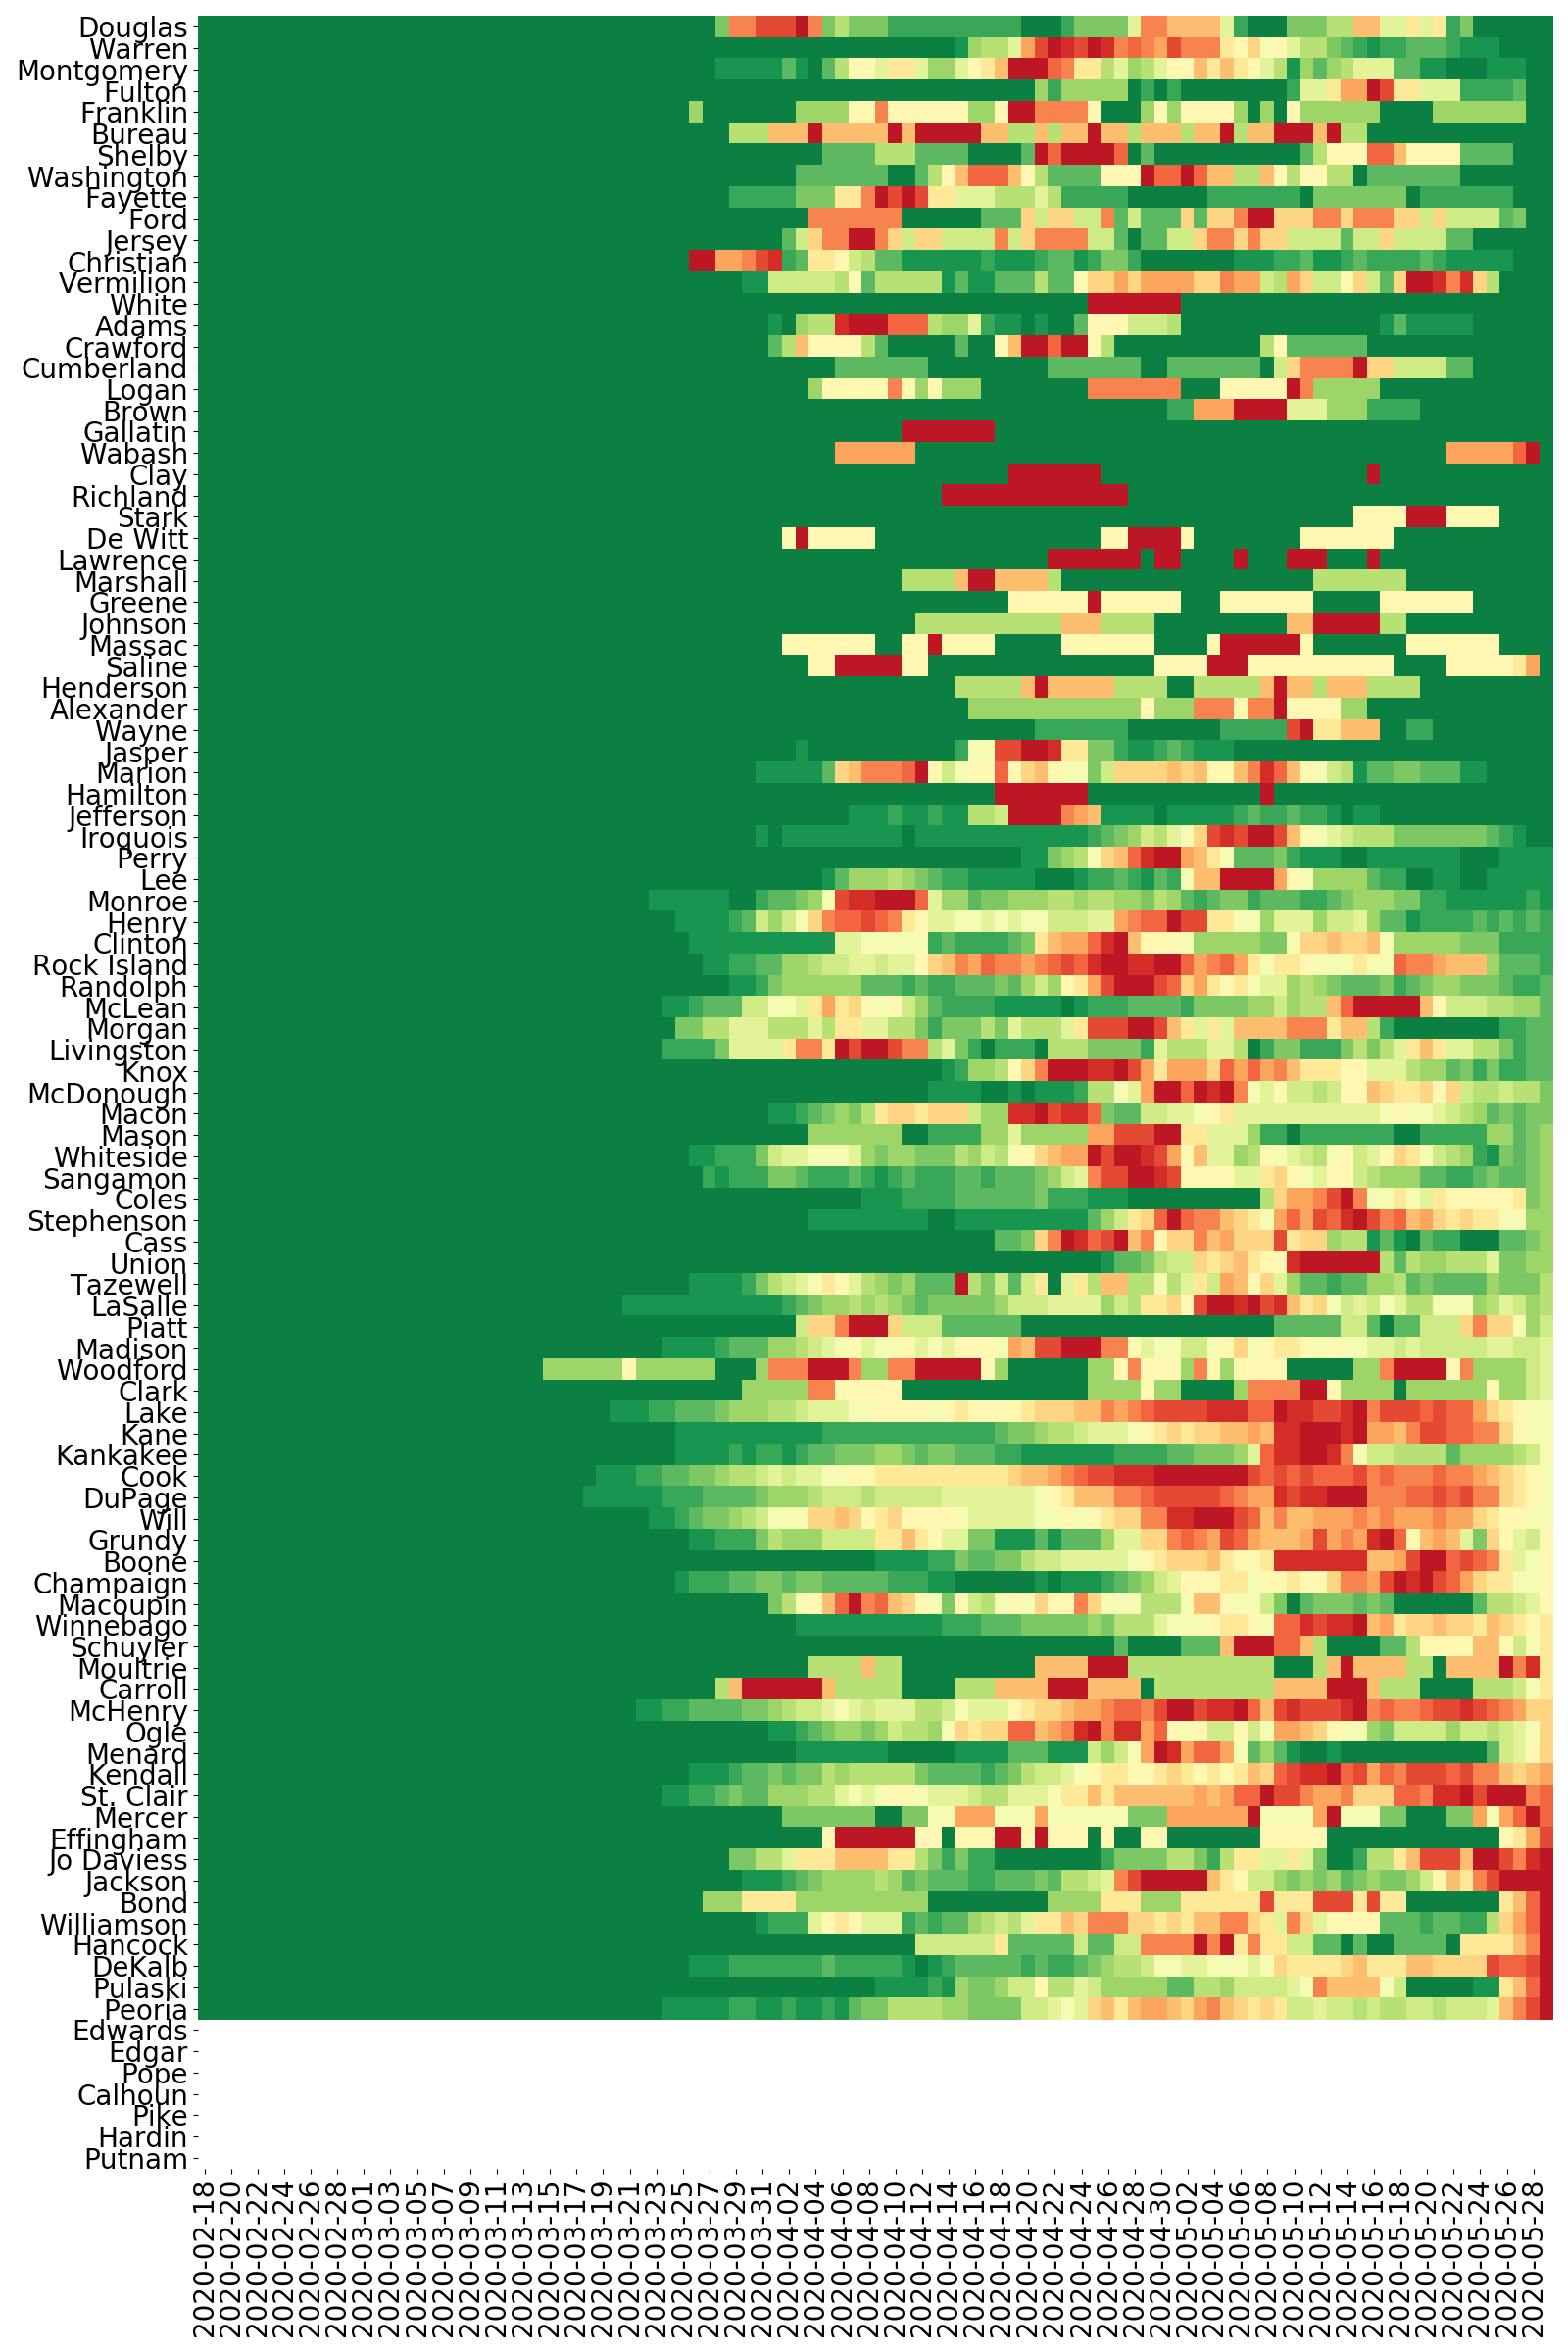 Douglas
Warren
Montgomery
Fulton
Franklin
Bureau
Shelby
Washington
Fayette
Ford
Jersey
Christian
Vermilion
White
Adams
Crawford
Cumberland
Logan
Brown
Gallatin
Wabash
Clay
Richland
Stark
De Witt
Lawrence
Marshall
Greene
Johnson
Massac
Saline
Henderson
Alexander
Wayne
Jasper
Marion
Hamilton
Jefferson
Iroquois
Perry
Lee
Monroe
Henry
Clinton
Rock Island
Randolph
McLean
Morgan
Livingston
Knox
McDonough
Macon
Mason
Whiteside
Sangamon
Coles
Stephenson
Cass
Union
Tazewell
LaSalle
Piatt
Madison
Woodford
Clark
Lake
Kane
Kankakee
Cook
DuPage
Will
Grundy
Boone
Champaign
Macoupin
Winnebago
Schuyler
Moultrie
Carroll
McHenry
Ogle
Menard
Kendall
St. Clair
Mercer
Effingham
Jo Daviess
Jackson
Bond
Williamson
Hancock
DeKalb
Pulaski
Peoria
Edwards
Edgar
Pope
Calhoun
Pike
Hardin
Putnam
2020-02-18
2020-02-20
2020-02-22
2020-02-24
2020-02-26
2020-02-28
2020-03-01
2020-03-03
2020-03-05
2020-03-07
2020-03-09
2020-03-11
2020-03-13
2020-03-15
2020-03-17
2020-03-19
2020-03-21
2020-03-23
2020-03-25
2020-03-27
2020-03-29
2020-03-31
2020-04-02
2020-04-04
2020-04-06
2020-04-08
2020-04-10
2020-04-12
2020-04-14
2020-04-16
2020-04-18
2020-04-20
2020-04-22
2020-04-24
2020-04-26
2020-04-28
2020-04-30
2020-05-02
2020-05-04
2020-05-06
2020-05-08
2020-05-10
2020-05-12
2020-05-14
2020-05-16
2020-05-18
2020-05-20
2020-05-22
2020-05-24
2020-05-26
2020-05-28